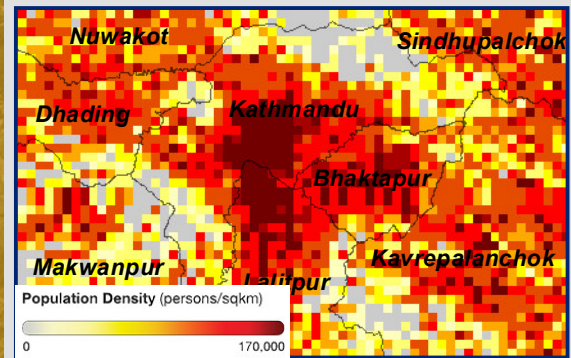 Nuwakot
Sindhupalchok
Dhading
Kathmandu
Bhaktapur
Makwanpur
Kavrepalanchok
Lalitpur
Population Density (persons/sqkm)
0 170,000